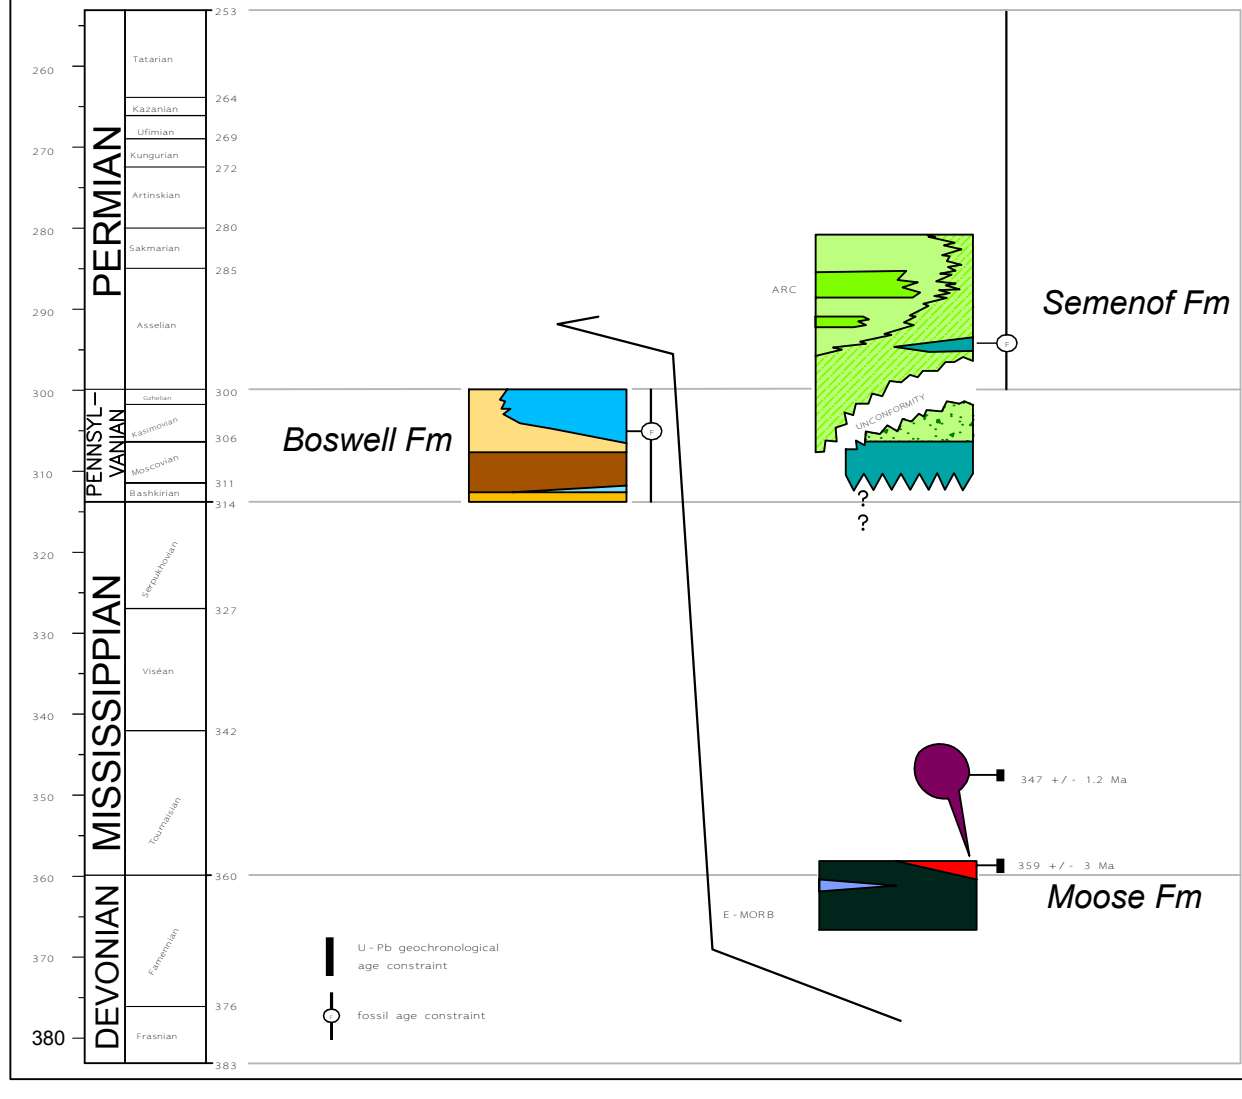 253
Tatarian
260
264
Kazanian
Ufimian
269
270
Kungurian
272
PERMIAN
Artinskian
280
280
Sakmarian
285
ARC
290
Asselian
Semenof Fm
F
300
300
Gzhelian
PENNSYL–
VANIAN
Kasimovian
306
Boswell Fm
F
UNCONFORMITY
310
Moscovian
311
Bashkirian
314
?
?
320
Serpukhovian
327
330
MISSISSIPPIAN
Viséan
340
342
350
Tournaisian
347 +/- 1.2 Ma
359 +/- 3 Ma
360
360
Moose Fm
E-MORB
DEVONIAN
Famennian
370
U-Pb geochronological
age constraint
376
F
fossil age constraint
380
Frasnian
383